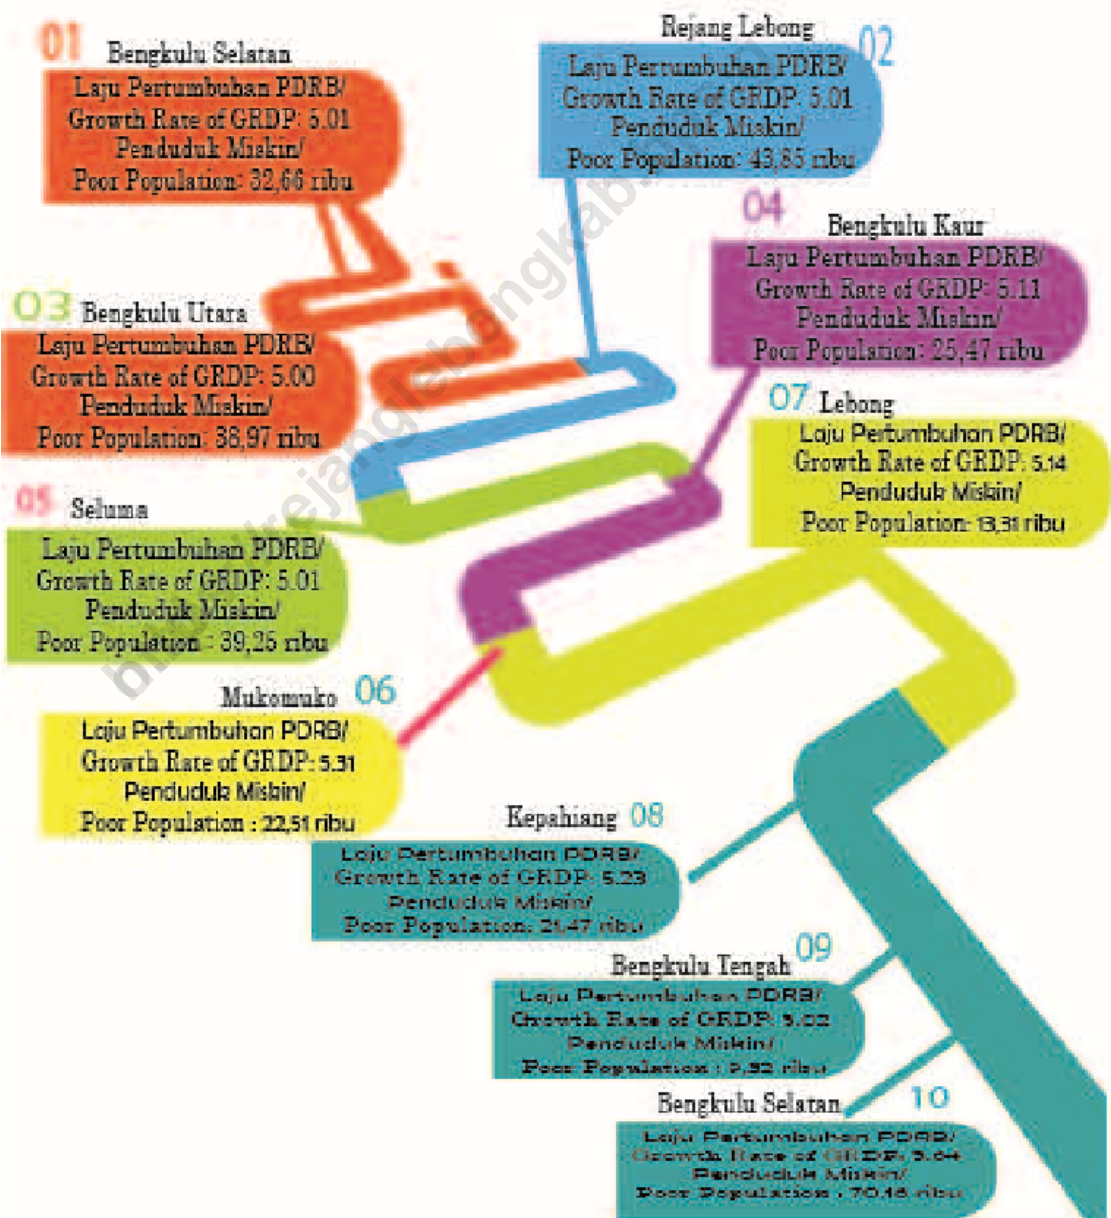 01
Bengkulu Selatan
Laju Pertumbuhan PDRB/
Growth Rate of GRDP: 5.01
Penduduk Miskin/
Poor Population: 32,66 ribu
Rejang Lebong
02
Laju Pertumbuhan PDRB/
Growth Rate of GRDP: 5.01
Penduduk Miskin/
Poor Population: 43,85 ribu
03 Bengkulu Utara
Laju Pertumbuhan PDRB/
Growth Rate of GRDP: 5.00
Penduduk Miskin/
Poor Population: 38,97 ribu
04
Bengkulu Kaur
Laju Pertumbuhan PDRB/
Growth Rate of GRDP: 5.11
Penduduk Miskin/
Poor Population: 25,47 ribu
05 Seluma
Laju Pertumbuhan PDRB/
Growth Rate of GRDP: 5.01
Penduduk Miskin/
Poor Population : 39,25 ribu
Mukomuko 06
Laju Pertumbuhan PDRB/
Growth Rate of GRDP: 5.31
Penduduk Miskin/
Poor Population : 22,51 ribu
07 Lebong
Laju Pertumbuhan PDRB/
Growth Rate of GRDP: 5.14
Penduduk Miskin/
Poor Population: 13,31 ribu
Kepahiang 08
Laju Pertumbuhan PDRB/
Growth Rate of GRDP: 5.23
Penduduk Miskin/
Poor Population: 21,47 ribu
Bengkulu Tengah 09
Laju Pertumbuhan PDRB/
Growth Rate of GRDP:
Penduduk Miskin/
Poor Population : ribu
Bengkulu Selatan 10
Laju Pertumbuhan PDRB/
Growth Rate of GRDP:
Penduduk Miskin/
Poor Population : ribu